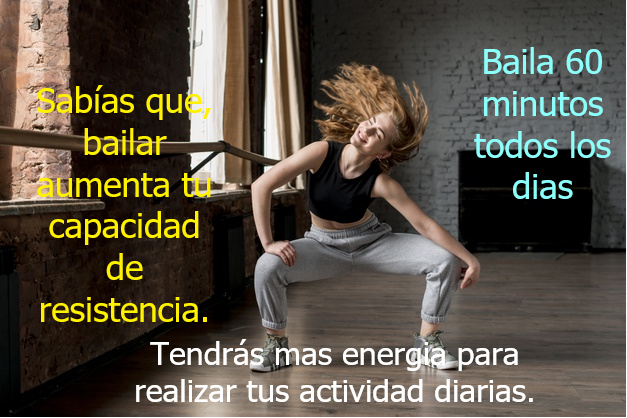 Sabías que,
bailar
aumenta tu
capacidad
de
resistencia.
Baila 60
minutos
todos los
dias
Tendrás mas energia para
realizar tus actividad diarias.